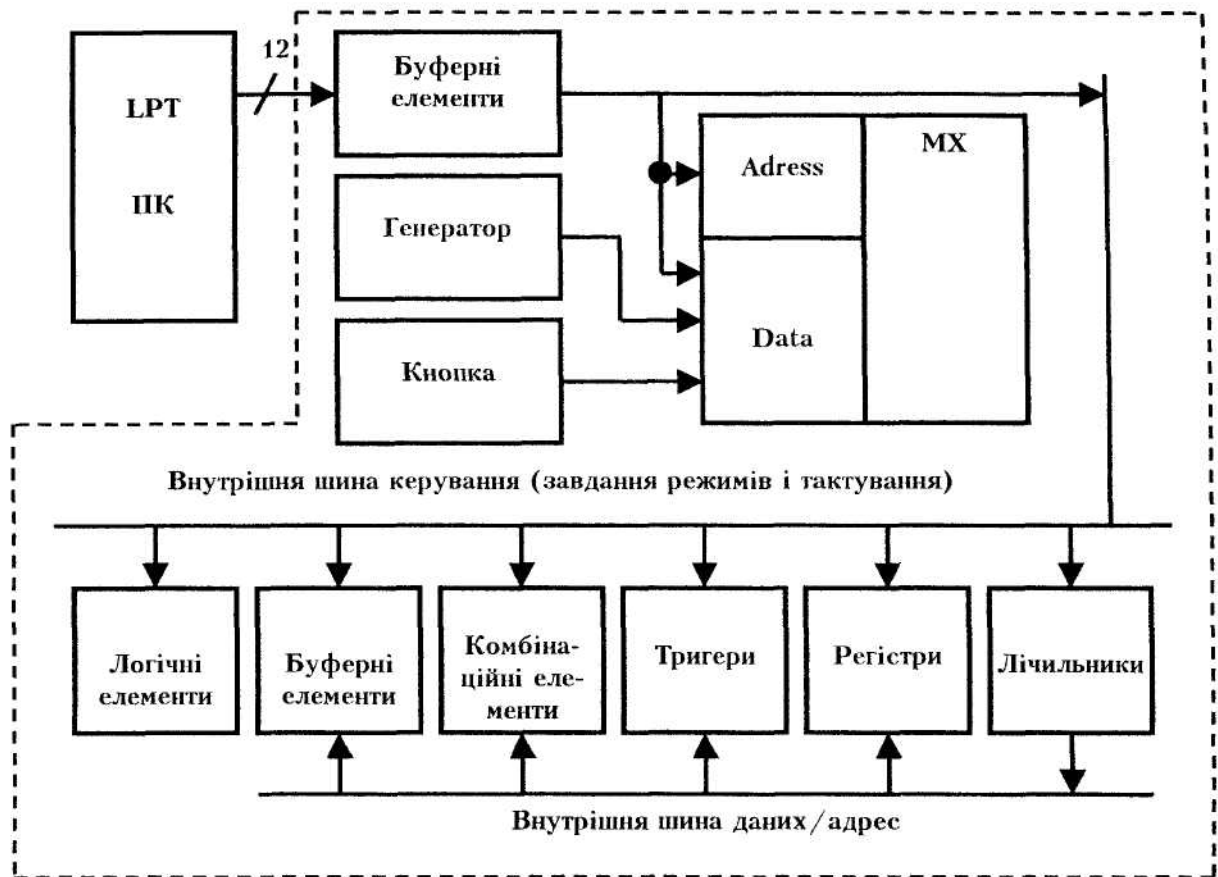 12
LPT
ПК
Буферні
елементи
Генератор
Кнопка
Adress
MX
Data
Внутрішня шина керування (завдання режимів і тактування)
Логічні
елементи
Буферні
елементи
Комбіна-
ційні еле-
менти
Тригери
Регістри
Лічильники
Внутрішня шина даних/адрес